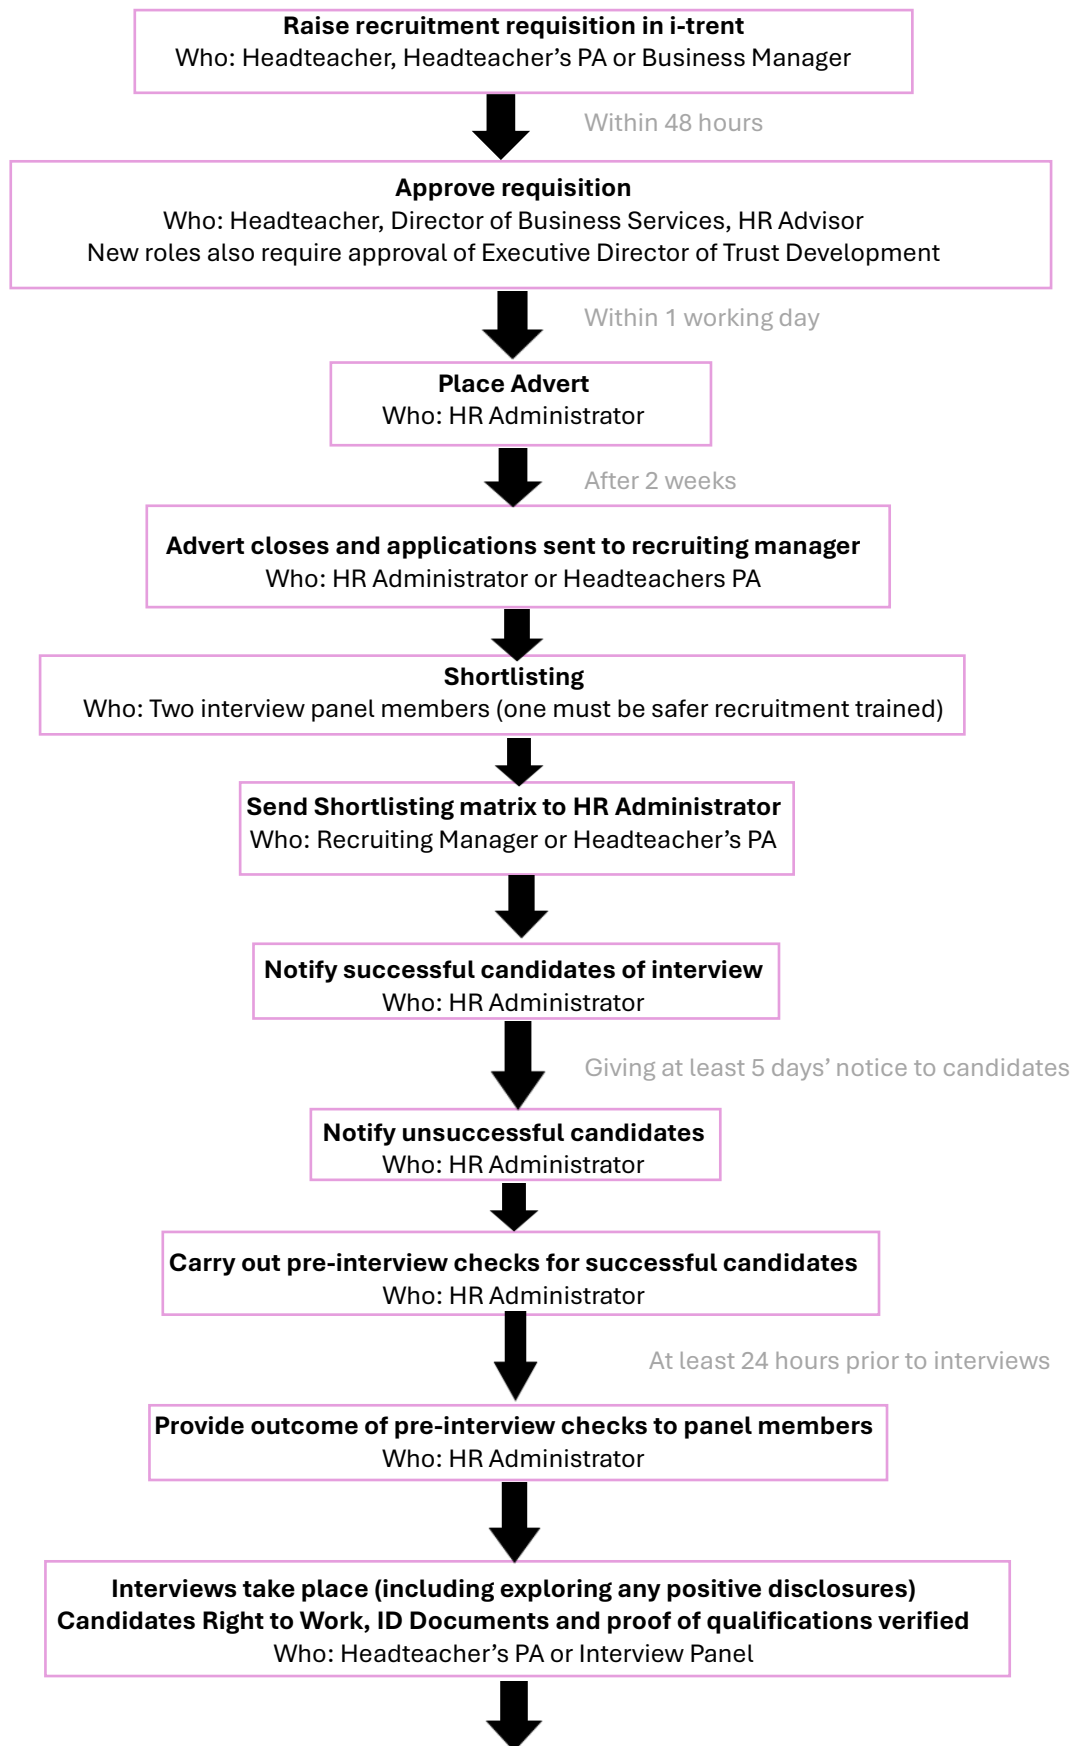 Raise recruitment requisition in i-trent
Who: Headteacher, Headteacher’s PA or Business Manager
Within 48 hours
Approve requisition
Who: Headteacher, Director of Business Services, HR Advisor
New roles also require approval of Executive Director of Trust Development
Within 1 working day
Place Advert
Who: HR Administrator
After 2 weeks
Advert closes and applications sent to recruiting manager
Who: HR Administrator or Headteachers PA
Shortlisting
Who: Two interview panel members (one must be safer recruitment trained)
Send Shortlisting matrix to HR Administrator
Who: Recruiting Manager or Headteacher’s PA
Notify successful candidates of interview
Who: HR Administrator
Giving at least 5 days’ notice to candidates
Notify unsuccessful candidates
Who: HR Administrator
Carry out pre-interview checks for successful candidates
Who: HR Administrator
At least 24 hours prior to interviews
Provide outcome of pre-interview checks to panel members
Who: HR Administrator
Interviews take place (including exploring any positive disclosures)
Candidates Right to Work, ID Documents and proof of qualifications verified
Who: Headteacher’s PA or Interview Panel